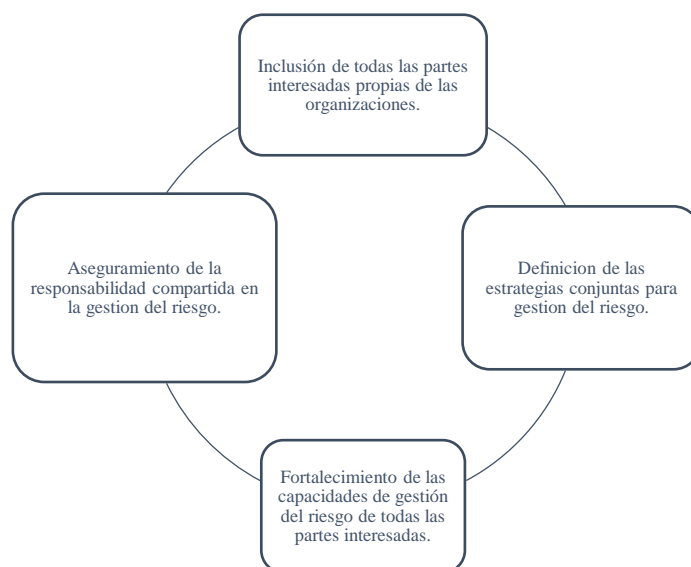 Inclusión de todas las partes
interesadas propias de las
organizaciones.
Definicion de las
estrategias conjuntas para
gestion del riesgo.
Fortalecimiento de las
capacidades de gestión
del riesgo de todas las
partes interesadas.
Aseguramiento de la
responsabilidad compartida en
la gestion del riesgo.